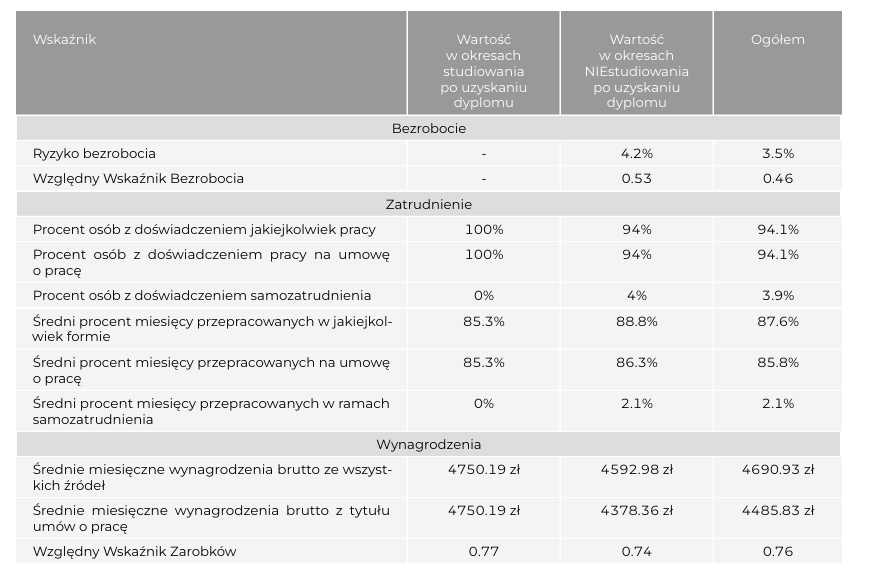 Wskaźnik
Wartość
w okresach
studiowania
po uzyskaniu
dyplomu
Wartość
w okresach
NIEstudiowania
po uzyskaniu
dyplomu
Ogółem
Bezrobocie
Ryzyko bezrobocia - 4.2% 3.5%
Względny Wskaźnik Bezrobocia - 0.53 0.46
Zatrudnienie
Procent osób z doświadczeniem jakiejkolwiek pracy 100% 94% 94.1%
Procent osób z doświadczeniem pracy na umowę 100% 94% 94.1%
o pracę
Procent osób z doświadczeniem samozatrudnienia 0% 4% 3.9%
Średni procent miesięcy przepracowanych w jakiejkol- 85.3% 88.8% 87.6%
wiek formie
Średni procent miesięcy przepracowanych na umowę 85.3% 86.3% 85.8%
o pracę
Średni procent miesięcy przepracowanych w ramach 0% 2.1% 2.1%
samozatrudnienia
Wynagrodzenia
Średnie miesięczne wynagrodzenia brutto ze wszyst- 4750.19 zł 4592.98 zł 4690.93 zł
kich źródeł
Średnie miesięczne wynagrodzenia brutto z tytułu 4750.19 zł 4378.36 zł 4485.83 zł
umów o pracę
Względny Wskaźnik Zarobków 0.77 0.74 0.76